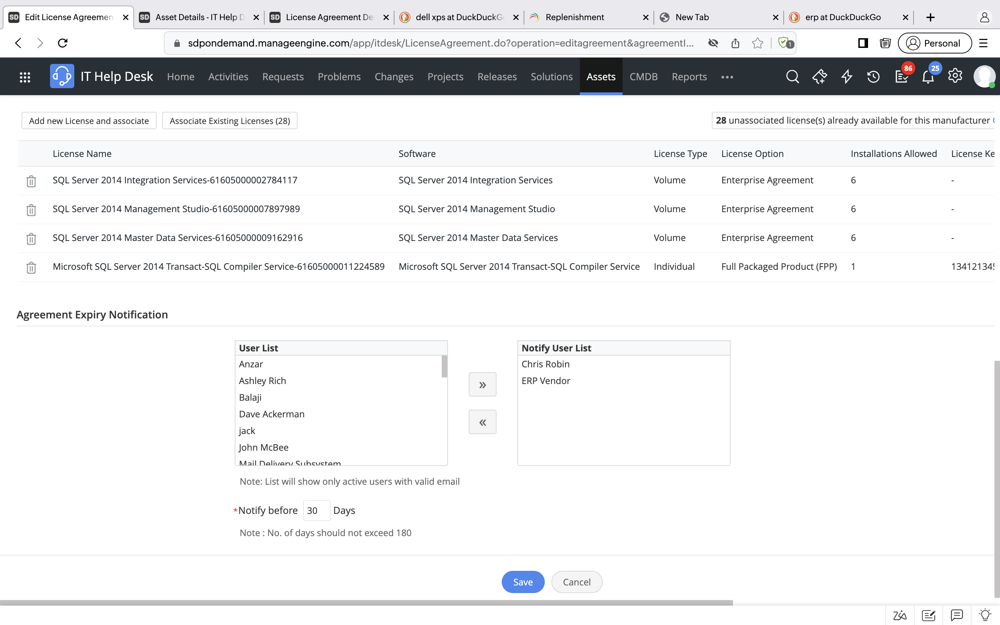 SD Edit License Agreemen
SD Asset Details - IT Help D
SD License Agreement De
dell xps at DuckDuckG
Replenishment
New Tab
erp at DuckDuckGo
sdpondemand.manageengine.com/app/itdesk/LicenseAgreement.do?operation=editagreement&agreementI...
1
Personal
IT Help Desk Home Activities Requests Problems Changes Projects Releases Solutions Assets CMDB Reports
86
25
Add new License and associate
Associate Existing Licenses (28)
28 unassociated license(s) already available for this manufacturer
License Name Software License Type License Option Installations Allowed License Ke
SQL Server 2014 Integration Services-61605000002784117 SQL Server 2014 Integration Services Volume Enterprise Agreement 6 -
SQL Server 2014 Management Studio-61605000007897989 SQL Server 2014 Management Studio Volume Enterprise Agreement 6 -
SQL Server 2014 Master Data Services-61605000009162916 SQL Server 2014 Master Data Services Volume Enterprise Agreement 6 -
Microsoft SQL Server 2014 Transact-SQL Compiler Service-61605000011224589 Microsoft SQL Server 2014 Transact-SQL Compiler Service Individual Full Packaged Product (FPP) 1 134121345
Agreement Expiry Notification
User List
Anzar
Ashley Rich
Balaji
Dave Ackerman
jack
John McBee
Mail Delivery Subsystem
»
«
Notify User List
Chris Robin
ERP Vendor
Note: List will show only active users with valid email
*Notify before 30 Days
Note : No. of days should not exceed 180
Save
Cancel